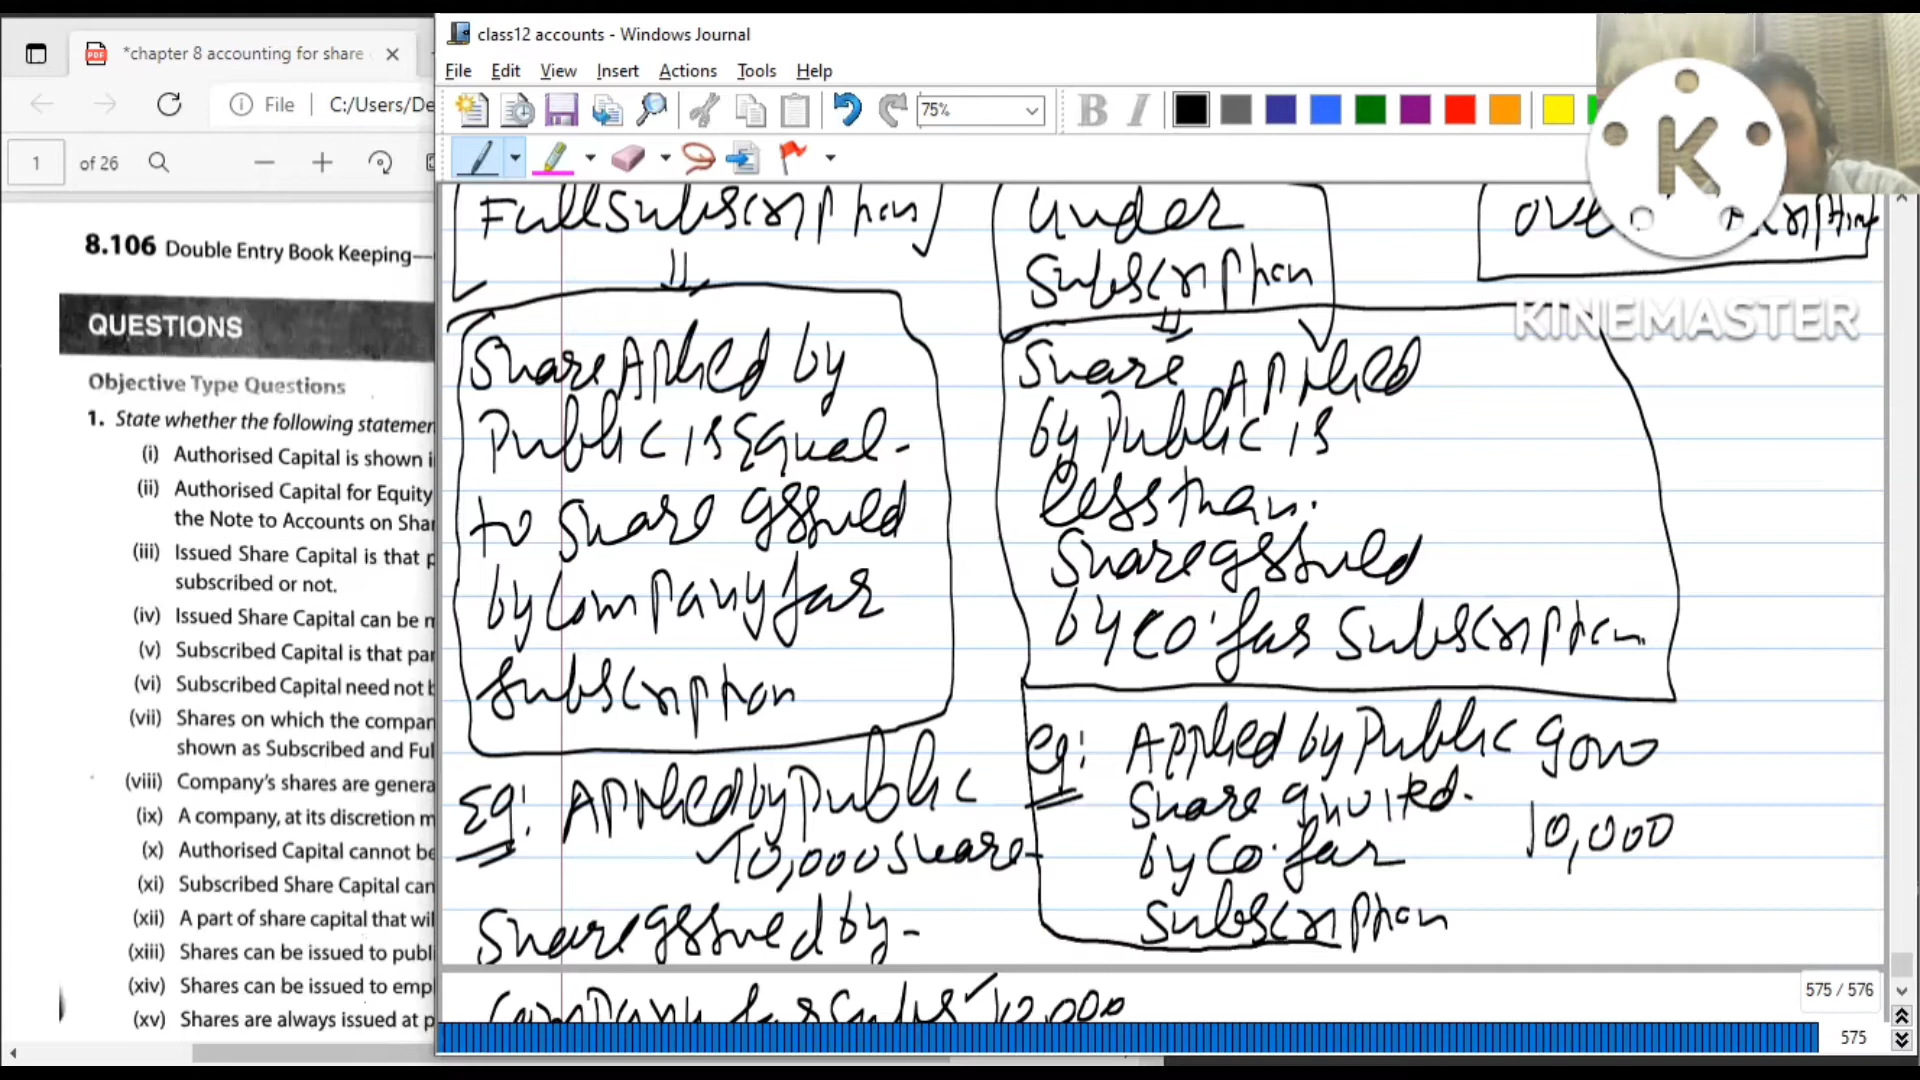 class12 accounts - Windows Journal
*chapter 8 accounting for share
File Edit View Insert Actions Tools Help
File C:/Users/De
75%
B I
1 of 26
K
KINEMASTER
8.106 Double Entry Book Keeping—
QUESTIONS
Objective Type Questions
1. State whether the following statemen
(i) Authorised Capital is shown i
(ii) Authorised Capital for Equity
the Note to Accounts on Shar
(iii) Issued Share Capital is that p
subscribed or not.
(iv) Issued Share Capital can be
(v) Subscribed Capital is that par
(vi) Subscribed Capital need not b
(vii) Shares on which the compan
shown as Subscribed and Ful
(viii) Company's shares are genera
(ix) A company, at its discretion m
(x) Authorised Capital cannot be
(xi) Subscribed Share Capital can
(xii) A part of share capital that wil
(xiii) Shares can be issued to publi
(xiv) Shares can be issued to empl
(xv) Shares are always issued at p
Full Subscription
Share Applied by
Public is Equal
to Share Issued
by Company for
Subscription
Eg: Applied by Public
10,000 Share
Share Issued by
Company for Subs 10,000
Under
Subscription
Share Applied
by Public is
less than
Share Issued
by Co. for Subscription
eg: Applied by Public 9000
Share Invited
by Co. for 10,000
Subscription
575 / 576
575